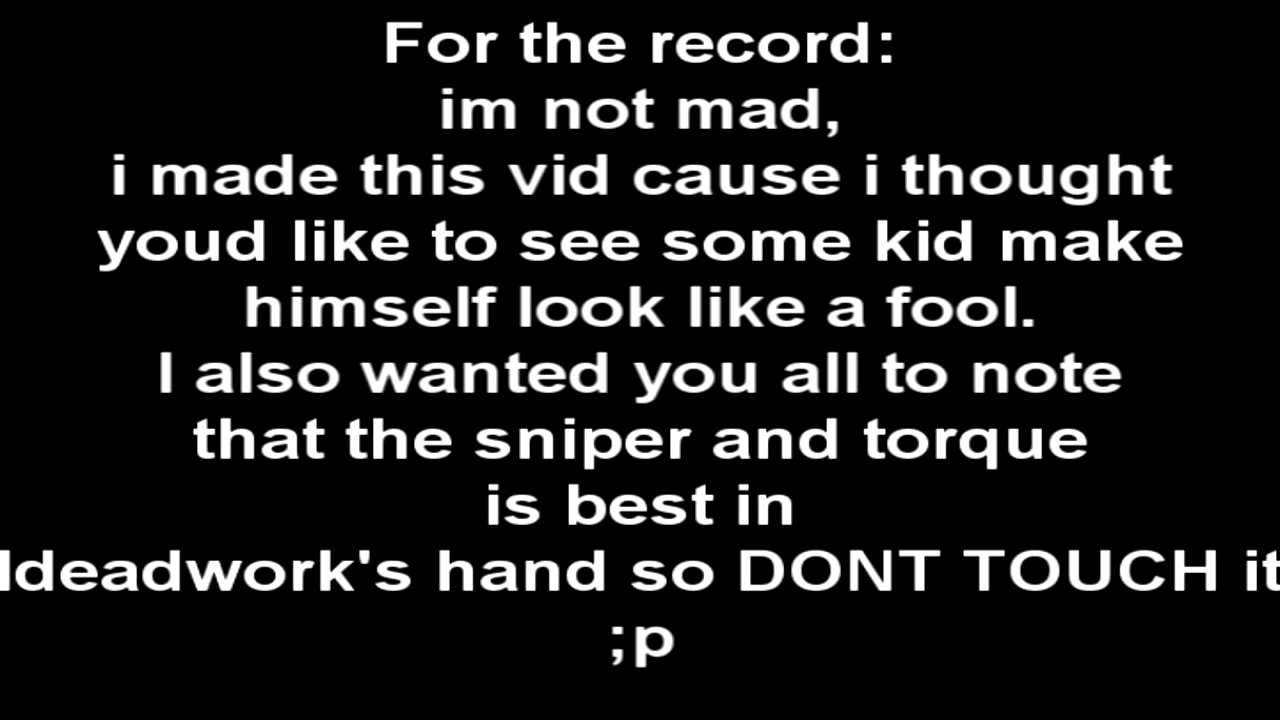 For the record:
im not mad,
i made this vid cause i thought
youd like to see some kid make
himself look like a fool.
I also wanted you all to note
that the sniper and torque
is best in
ldeadwork's hand so DONT TOUCH it
;p